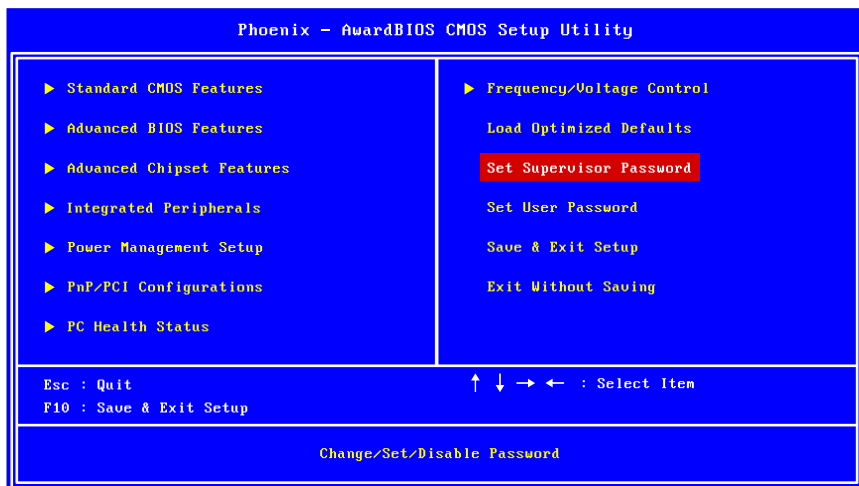 Phoenix - AwardBIOS CMOS Setup Utility
▶ Standard CMOS Features
▶ Advanced BIOS Features
▶ Advanced Chipset Features
▶ Integrated Peripherals
▶ Power Management Setup
▶ PnP/PCI Configurations
▶ PC Health Status
▶ Frequency/Voltage Control
Load Optimized Defaults
Set Supervisor Password
Set User Password
Save & Exit Setup
Exit Without Saving
Esc : Quit
F10 : Save & Exit Setup
↑ ↓ → ← : Select Item
Change/Set/Disable Password